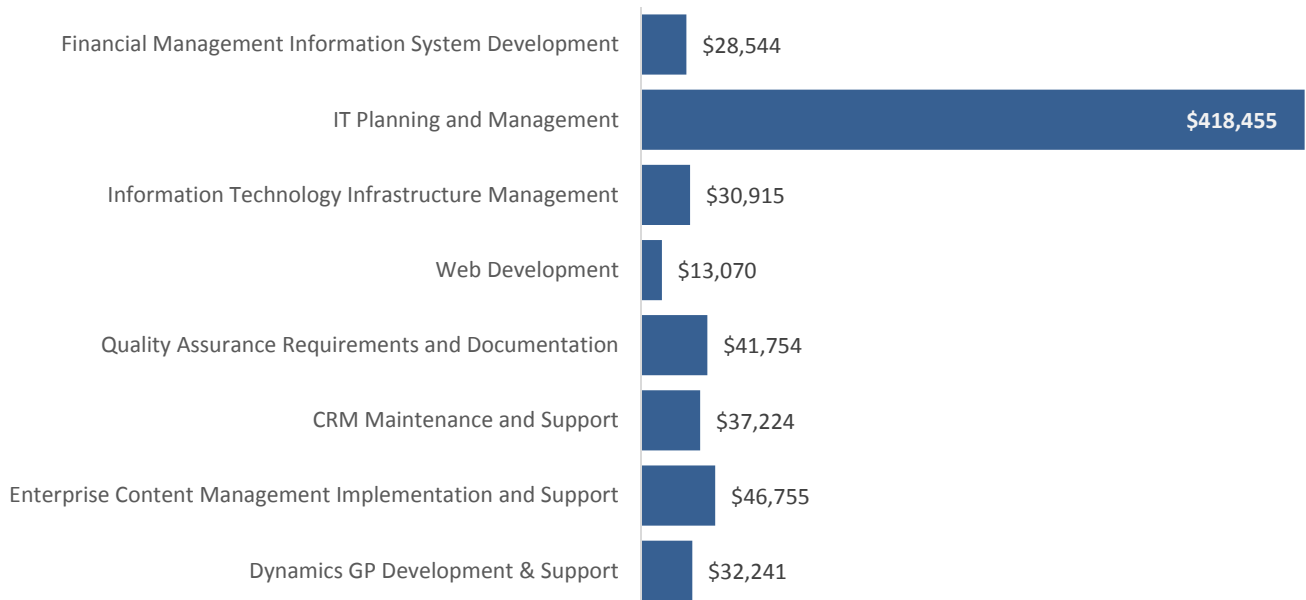 Financial Management Information System Development $28,544
IT Planning and Management $418,455
Information Technology Infrastructure Management $30,915
Web Development $13,070
Quality Assurance Requirements and Documentation $41,754
CRM Maintenance and Support $37,224
Enterprise Content Management Implementation and Support $46,755
Dynamics GP Development & Support $32,241